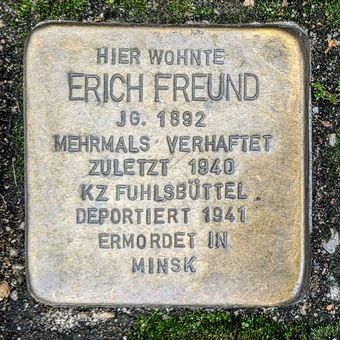 HIER WOHNTE
ERICH FREUND
JG. 1892
MEHRMALS VERHAFTET
ZULETZT 1940
KZ FUHLSBÜTTEL
DEPORTIERT 1941
ERMORDET IN
MINSK